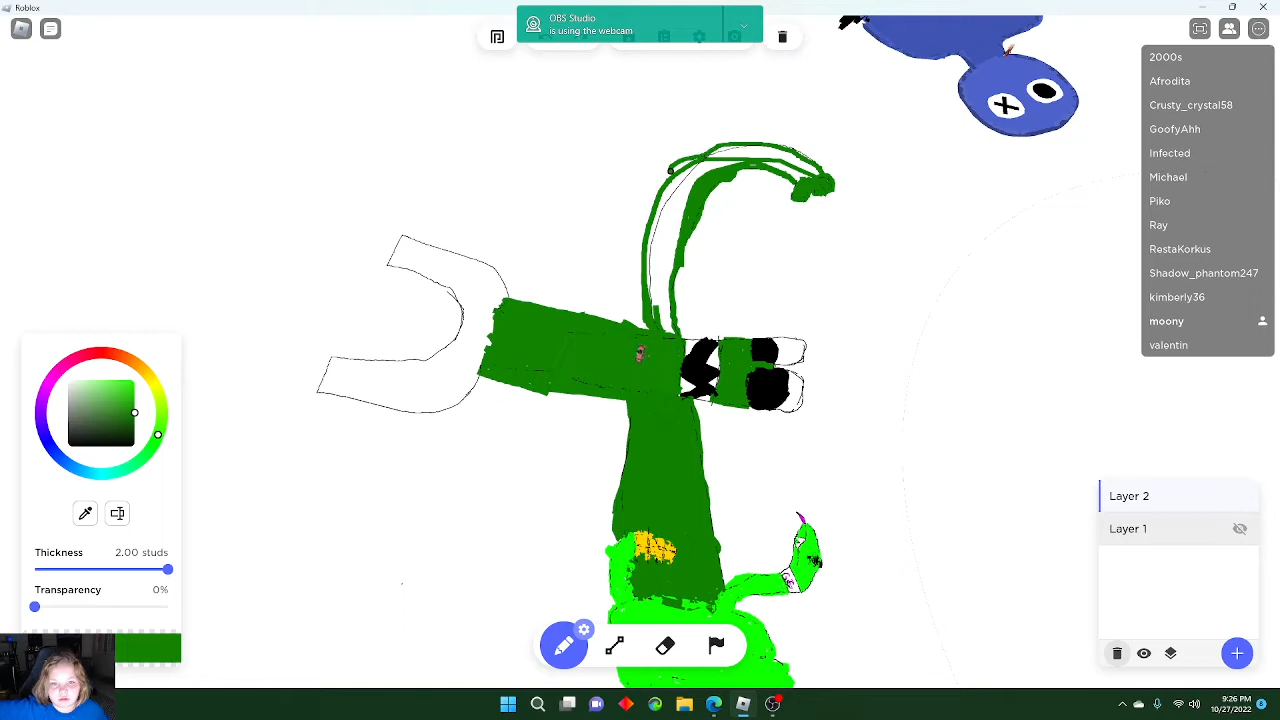 Roblox
OBS Studio
is using the webcam
2000s
Afrodita
Crusty_crystal58
GoofyAhh
Infected
Michael
Piko
Ray
RestaKorkus
Shadow_phantom247
kimberly36
moony
valentin
Thickness 2.00 studs
Transparency 0%
Layer 2
Layer 1
9:26 PM
10/27/2022
8